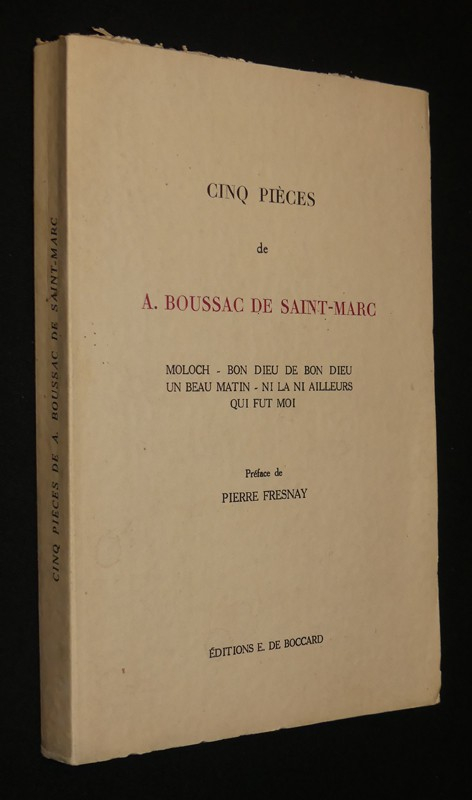 CINQ PIÈCES DE A. BOUSSAC DE SAINT-MARC
CINQ PIÈCES
de
A. BOUSSAC DE SAINT-MARC
MOLOCH - BON DIEU DE BON DIEU
UN BEAU MATIN - NI LA NI AILLEURS
QUI FUT MOI
Préface de
PIERRE FRESNAY
ÉDITIONS E. DE BOCCARD